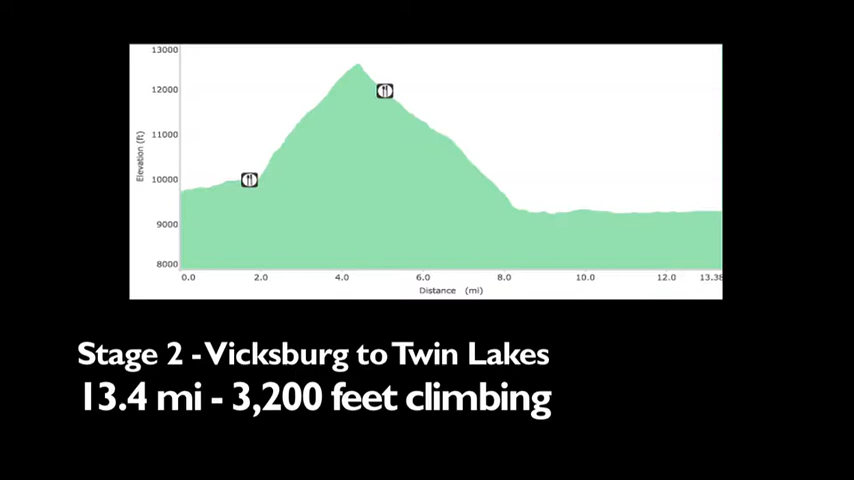 13000
12000
11000
10000
9000
8000
Elevation (ft)
0.0 2.0 4.0 6.0 8.0 10.0 12.0 13.38
Distance (mi)
Stage 2 - Vicksburg to Twin Lakes
13.4 mi - 3,200 feet climbing